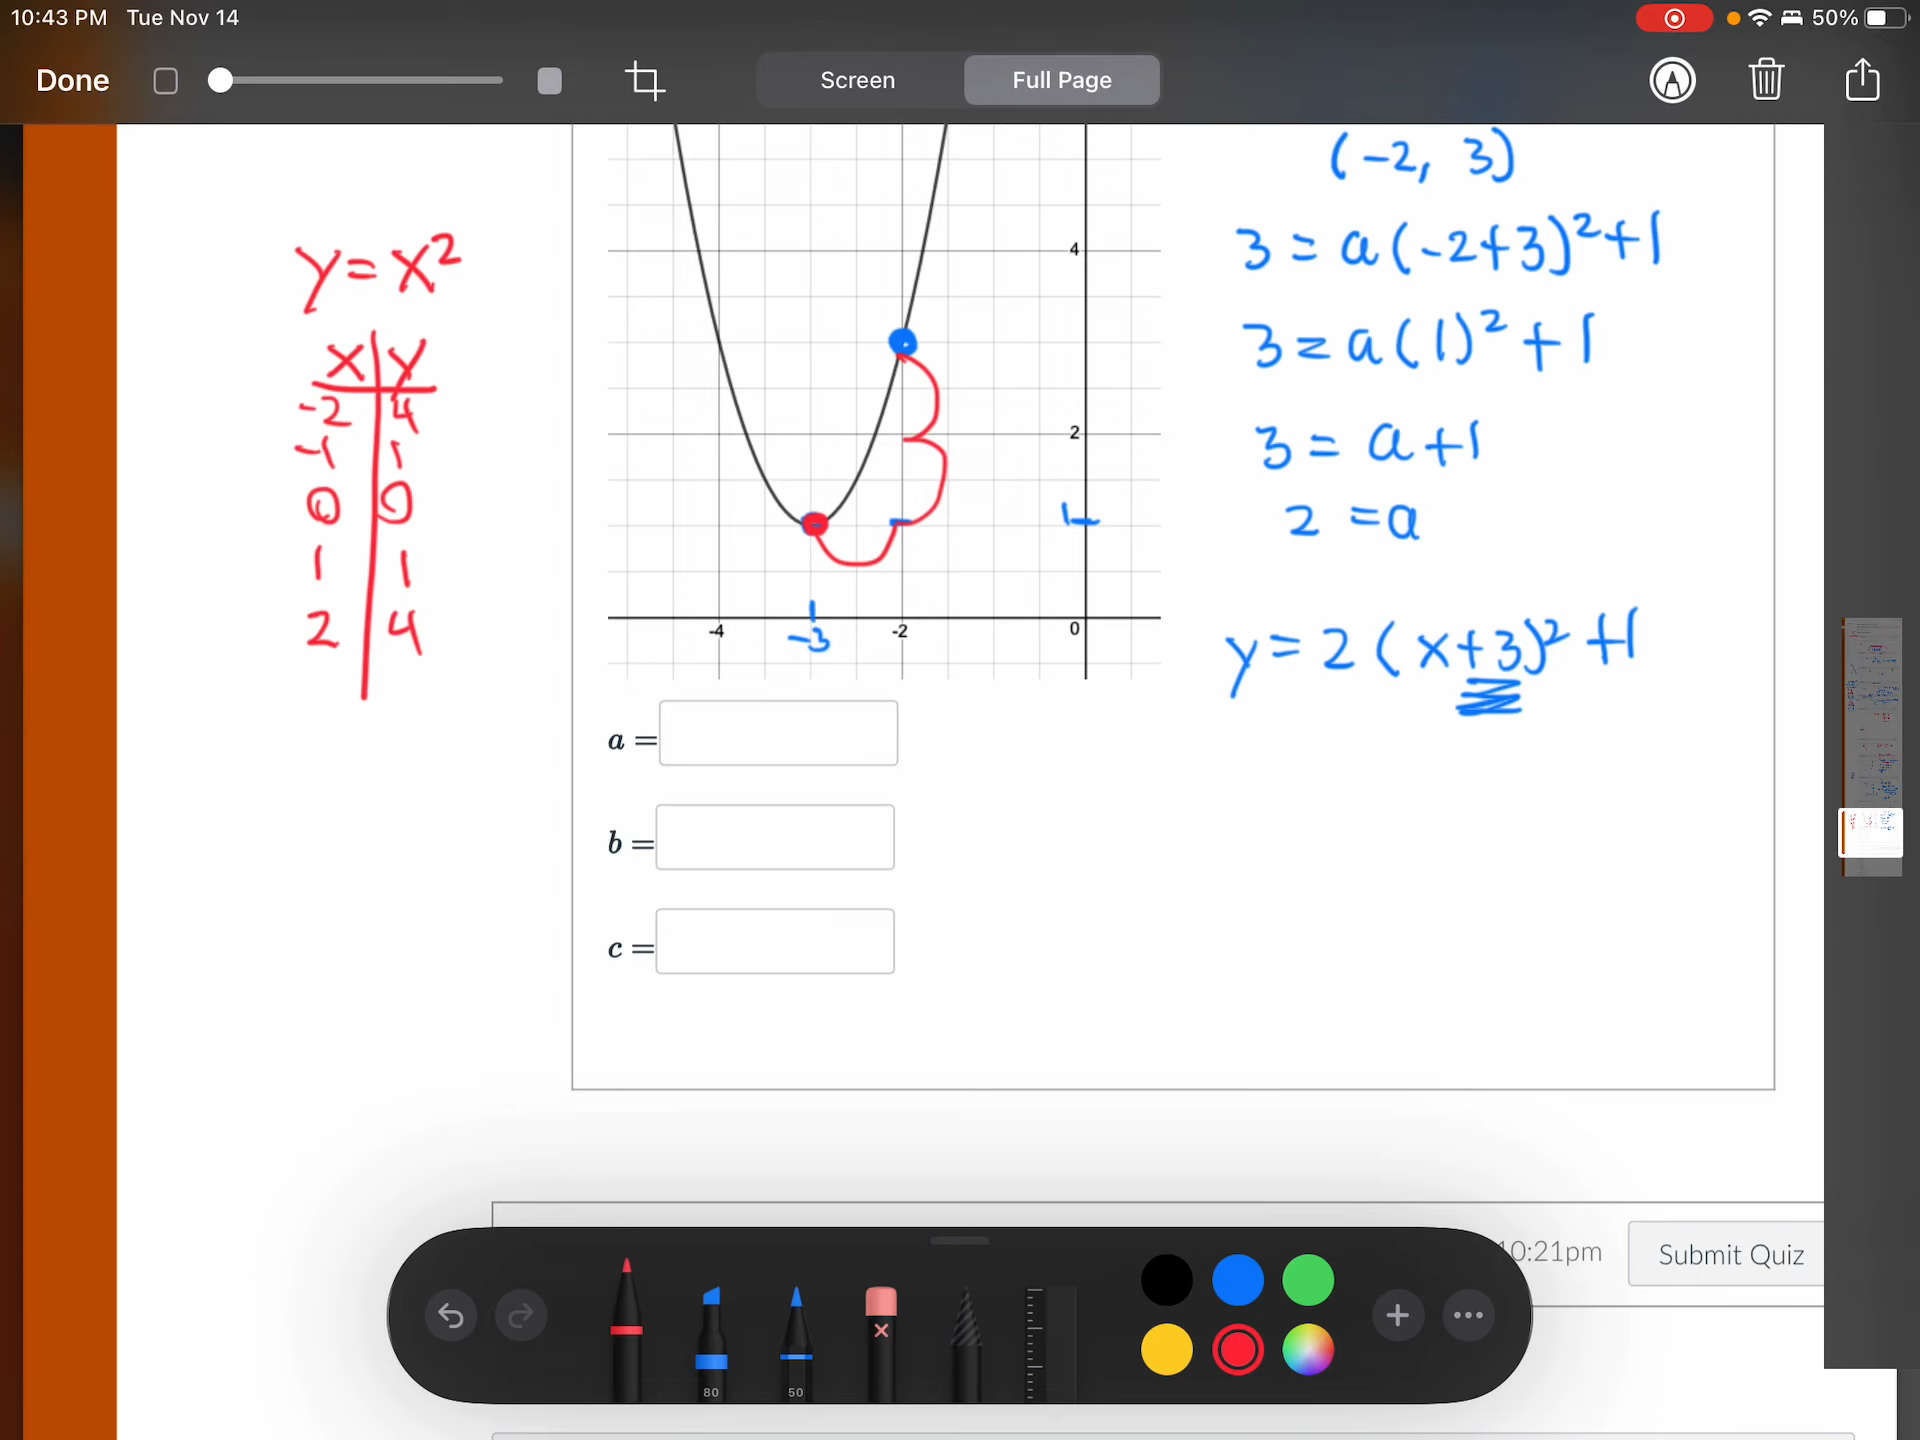 10:43 PM Tue Nov 14
50%
Done
Screen
Full Page
y = x²
x y
-2 4
-1 1
0 0
1 1
2 4
4
2
1
-4
-3
-2
0
(-2, 3)
3 = a(-2+3)²+1
3 = a(1)²+1
3 = a+1
2 = a
y = 2(x+3)²+1
a =
b =
c =
10:21pm
Submit Quiz
80
50